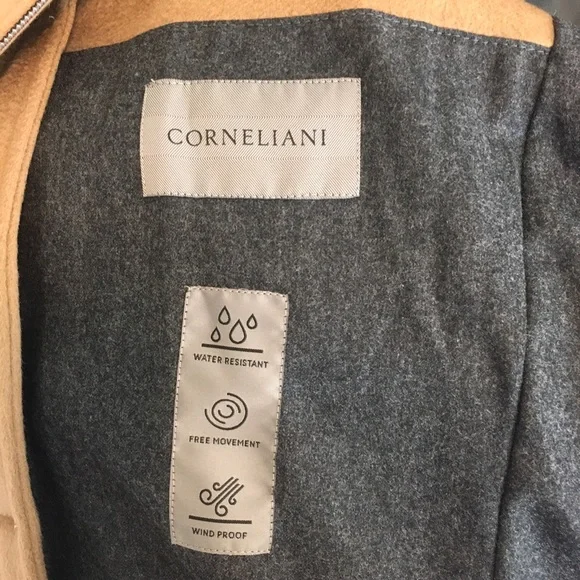 CORNELIANI
WATER RESISTANT
FREE MOVEMENT
WIND PROOF